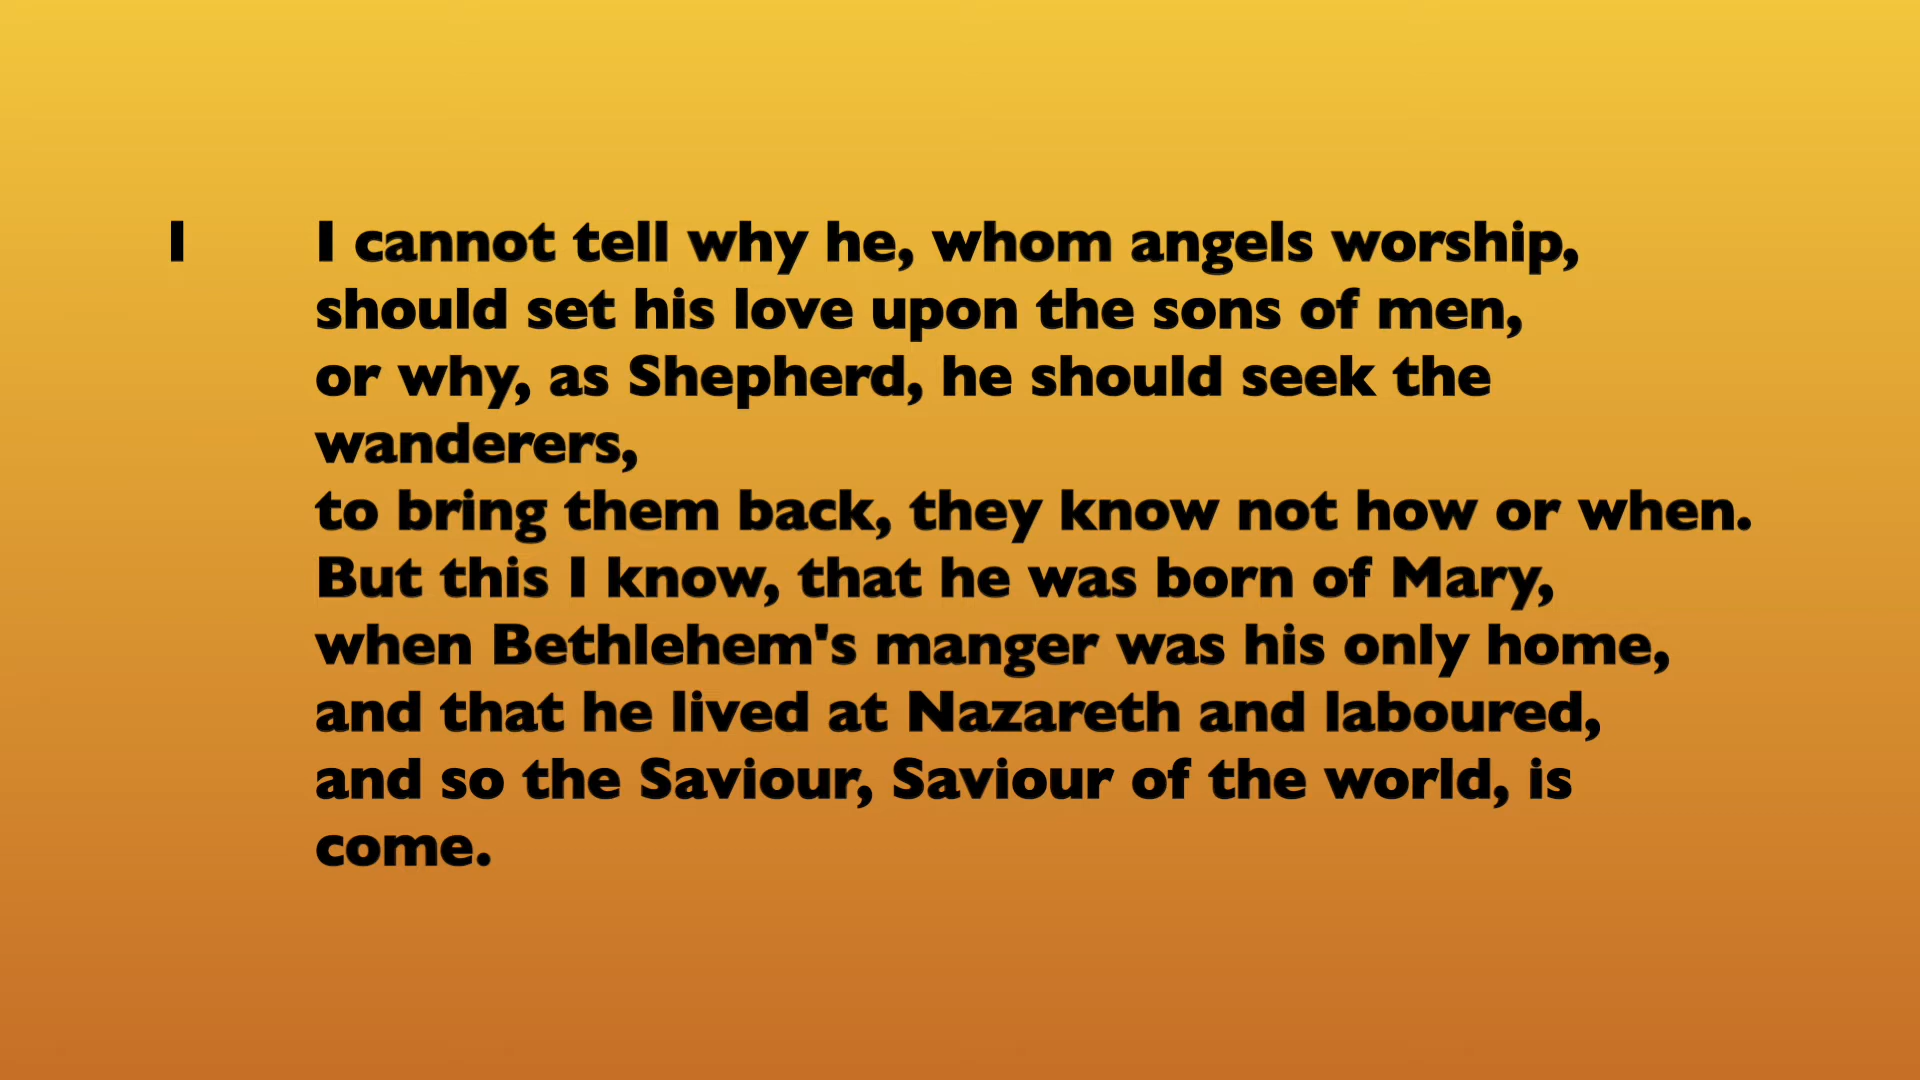 1 I cannot tell why he, whom angels worship,
should set his love upon the sons of men,
or why, as Shepherd, he should seek the
wanderers,
to bring them back, they know not how or when.
But this I know, that he was born of Mary,
when Bethlehem's manger was his only home,
and that he lived at Nazareth and laboured,
and so the Saviour, Saviour of the world, is
come.